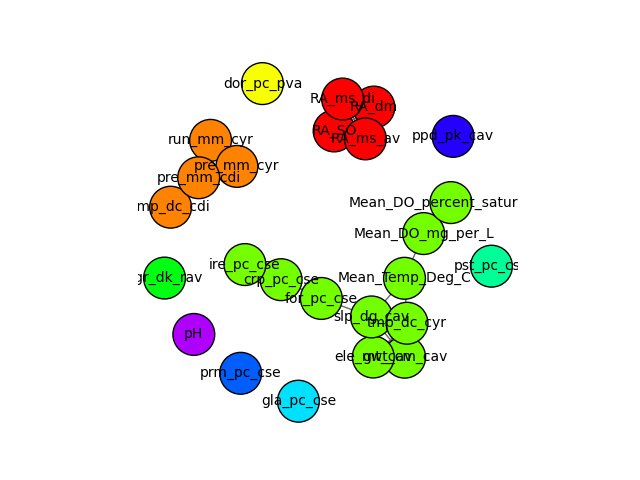 dor_pc_pva
RA_ms_di
RA_dm
RA_SO
RA_ms_av
ppd_pk_cav
run_mm_cyr
pre_mm_cyr
pre_mm_cdi
mp_dc_cdi
Mean_DO_percent_satur
Mean_DO_mg_per_L
ire_pc_cse
pst_pc_cs
gr_dk_rav
crp_pc_cse
Mean_Temp_Deg_C
for_pc_cse
slp_dg_cav
tmp_dc_cyr
pH
ele_mt_cav
prm_pc_cse
gla_pc_cse